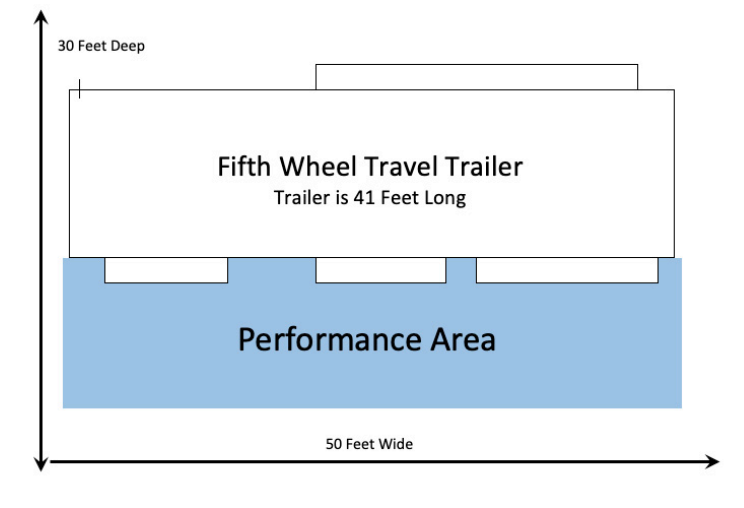 30 Feet Deep
Fifth Wheel Travel Trailer
Trailer is 41 Feet Long
Performance Area
50 Feet Wide